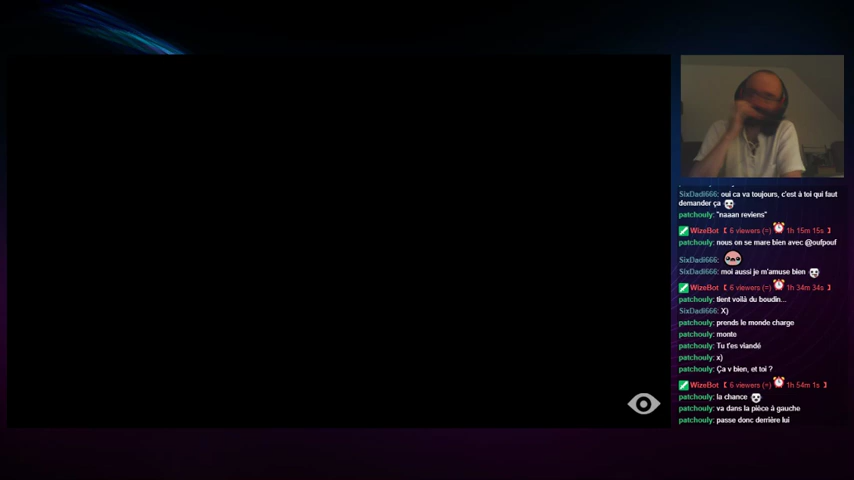 SixDadi666: oui ca va toujours, c'est à toi qui faut
demander ça
patchouly: "naaan reviens"
WizeBot 【 6 viewers (=) 1h 15m 15s 】
patchouly: nous on se mare bien avec @oufpouf
SixDadi666:
SixDadi666: moi aussi je m'amuse bien
WizeBot 【 6 viewers (=) 1h 34m 34s 】
patchouly: tient voilà du boudin...
SixDadi666: X)
patchouly: prends le monde charge
patchouly: monte
patchouly: Tu t'es viandé
patchouly: x)
patchouly: Ça v bien, et toi ?
WizeBot 【 6 viewers (=) 1h 54m 1s 】
patchouly: la chance
patchouly: va dans la pièce à gauche
patchouly: passe donc derrière lui